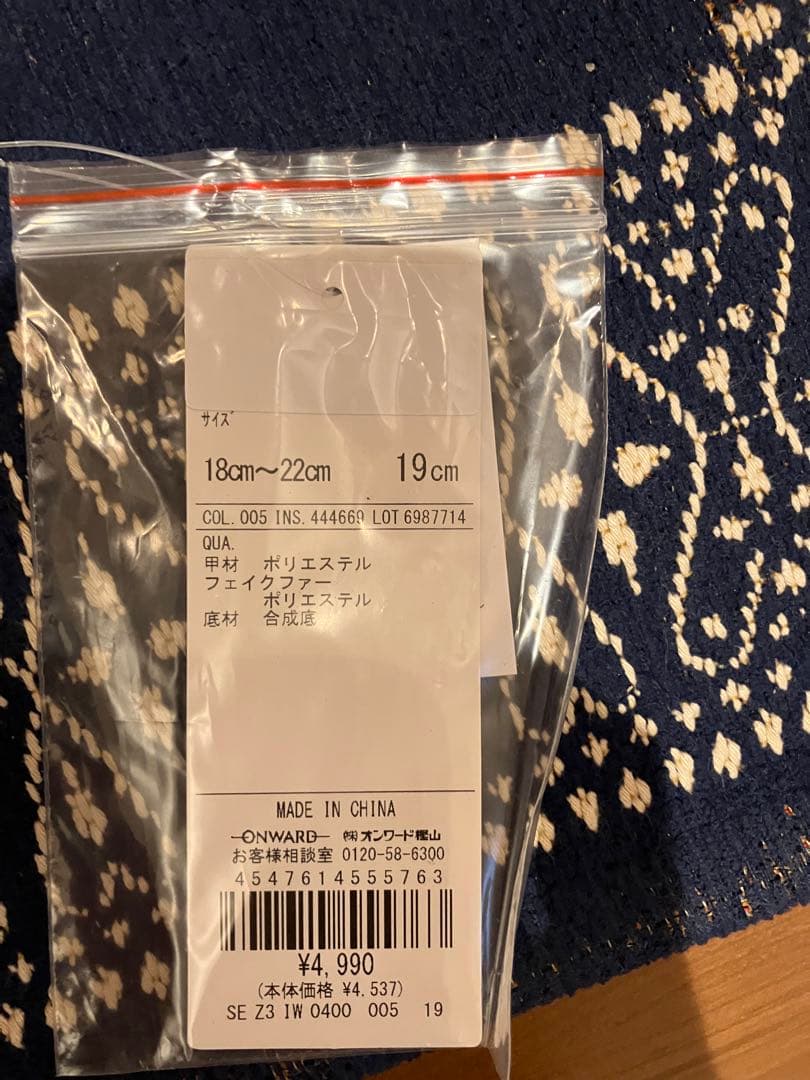 サイズ
18cm～22cm 19cm
COL. 005 INS. 444669 LOT 6987714
QUA.
甲材 ポリエステル
フェイクファー
ポリエステル
底材 合成底
MADE IN CHINA
ONWARD ㈱オンワード樫山
お客様相談室 0120-58-6300
4547614555763
¥4,990
(本体価格 ¥4.537)
SE Z3 IW 0400 005 19